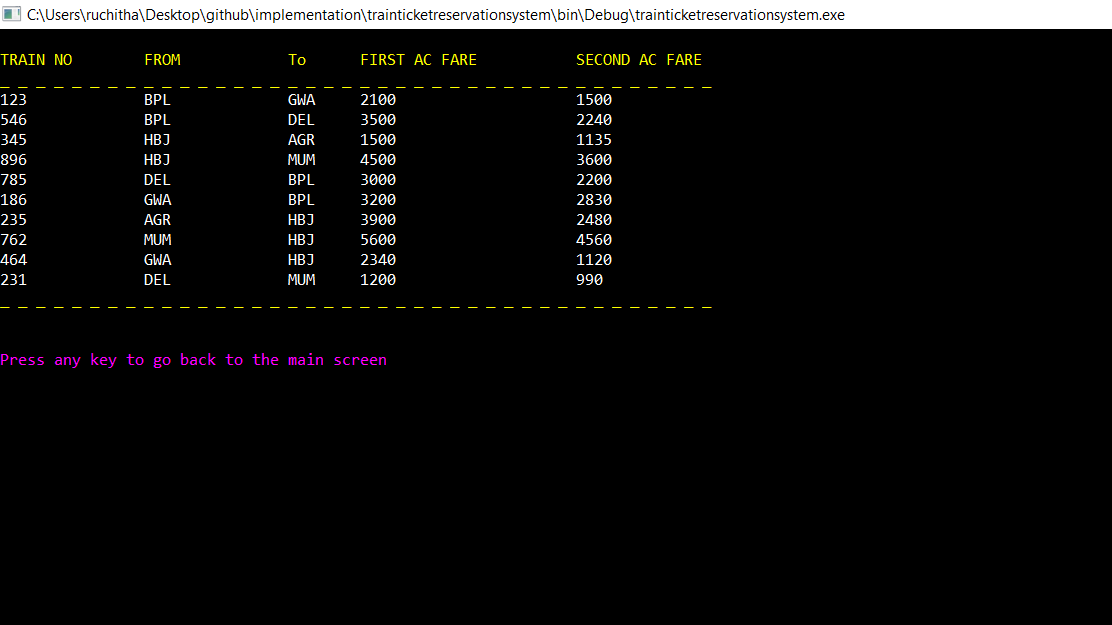 C:\Users\ruchitha\Desktop\github\implementation\trainticketreservationsystem\bin\Debug\trainticketreservationsystem.exe
TRAIN NO FROM To FIRST AC FARE SECOND AC FARE
_ _ _ _ _ _ _ _ _ _ _ _ _ _ _ _ _ _ _ _ _ _ _ _ _ _ _ _ _ _ _ _ _ _ _ _ _ _ _ _
123 BPL GWA 2100 1500
546 BPL DEL 3500 2240
345 HBJ AGR 1500 1135
896 HBJ MUM 4500 3600
785 DEL BPL 3000 2200
186 GWA BPL 3200 2830
235 AGR HBJ 3900 2480
762 MUM HBJ 5600 4560
464 GWA HBJ 2340 1120
231 DEL MUM 1200 990
_ _ _ _ _ _ _ _ _ _ _ _ _ _ _ _ _ _ _ _ _ _ _ _ _ _ _ _ _ _ _ _ _ _ _ _ _ _ _ _
Press any key to go back to the main screen